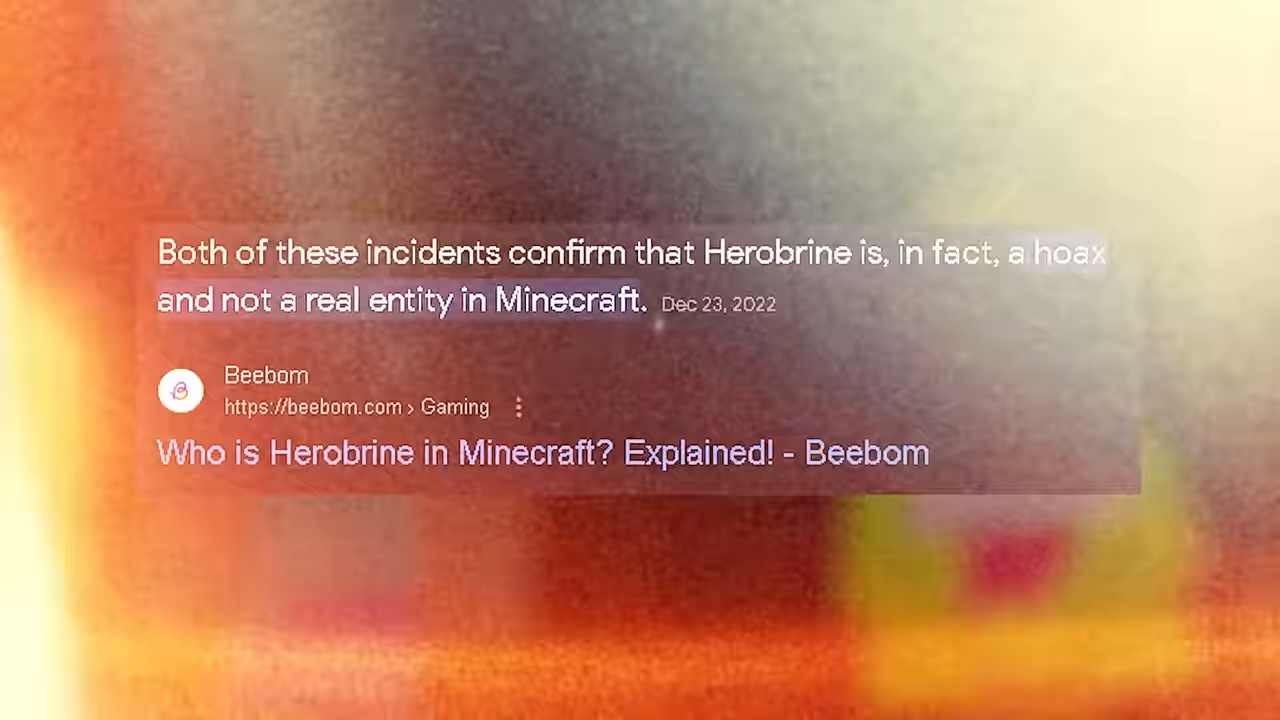 Both of these incidents confirm that Herobrine is, in fact, a hoax
and not a real entity in Minecraft. Dec 23, 2022
Beebom
https://beebom.com › Gaming
Who is Herobrine in Minecraft? Explained! - Beebom